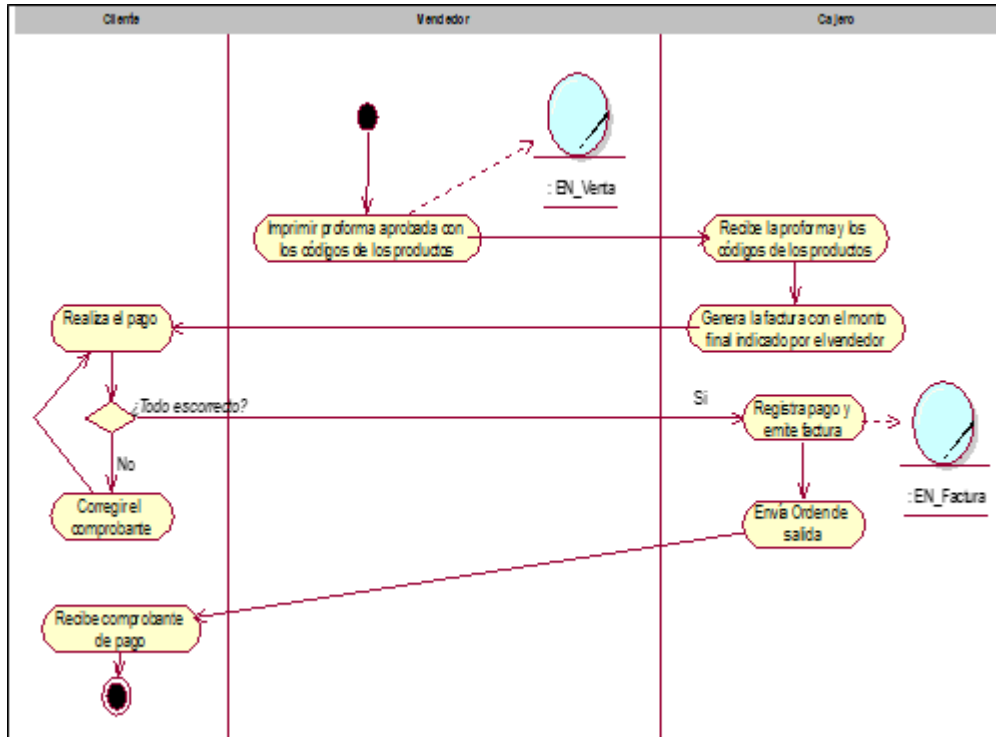 Cliente
Vendedor
Cajero
: EN_Venta
Imprimir proforma aprobada con
los códigos de los productos
Recibe la proforma y los
códigos de los productos
Realiza el pago
Genera la factura con el monto
final indicado por el vendedor
¿Todo es correcto?
Si
Registra pago y
emite factura
No
: EN_Factura
Corregir el
comprobante
Envía Orden de
salida
Recibe comprobante
de pago